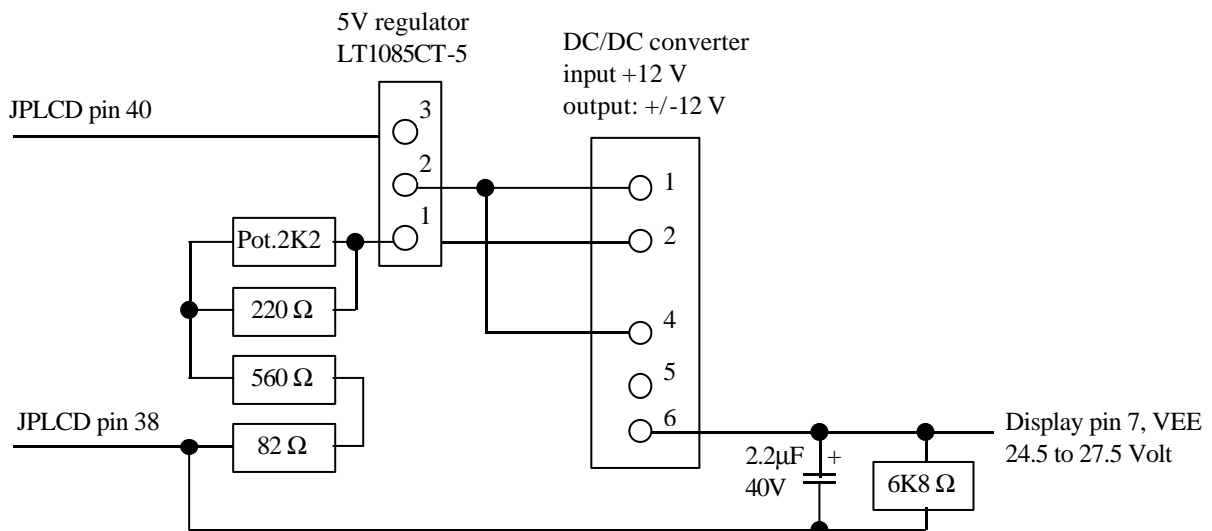 5V regulator
LT1085CT-5
DC/DC converter
input +12 V
output: +/-12 V
JPLCD pin 40
3
2
1
1
2
4
5
6
Pot.2K2
220 Ω
560 Ω
82 Ω
JPLCD pin 38
2.2µF +
40V
6K8 Ω
Display pin 7, VEE
24.5 to 27.5 Volt